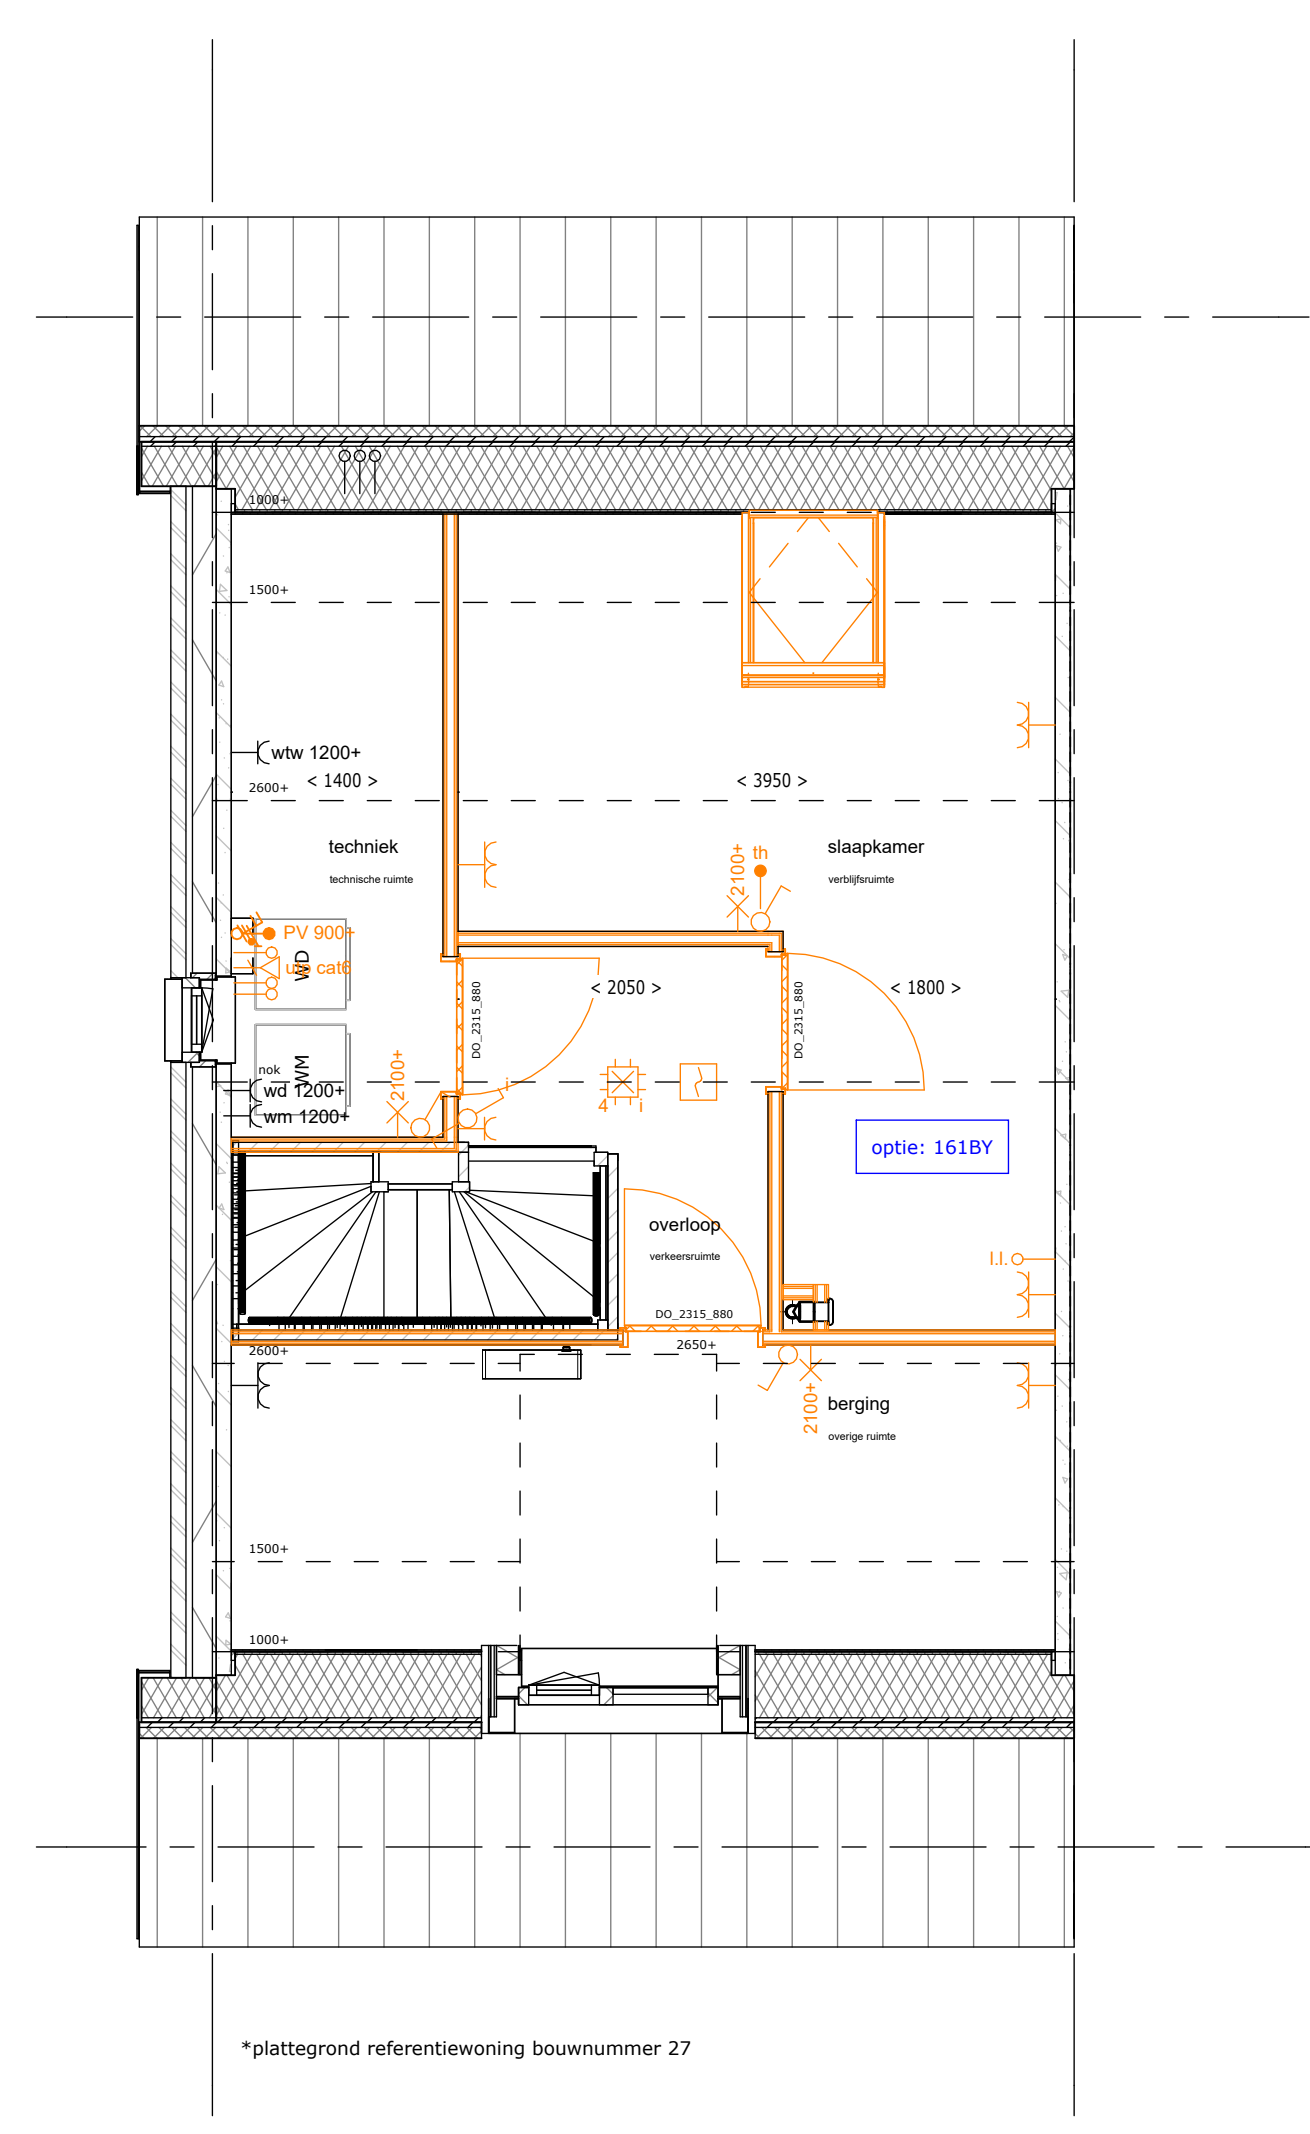 1000+
1500+
wtw 1200+
< 1400 >
< 3950 >
2600+
techniek
technische ruimte
slaapkamer
verblijfsruimte
2100+
th
PV 900+
utp cat6
WD
< 2050 >
< 1800 >
DO_2315_880
DO_2315_880
nok
WM
wd 1200+
wm 1200+
2100+
i
4
i
optie: 161BY
overloop
verkeersruimte
l.l.
DO_2315_880
2600+
2650+
2100+
berging
overige ruimte
1500+
1000+
*plattegrond referentiewoning bouwnummer 27